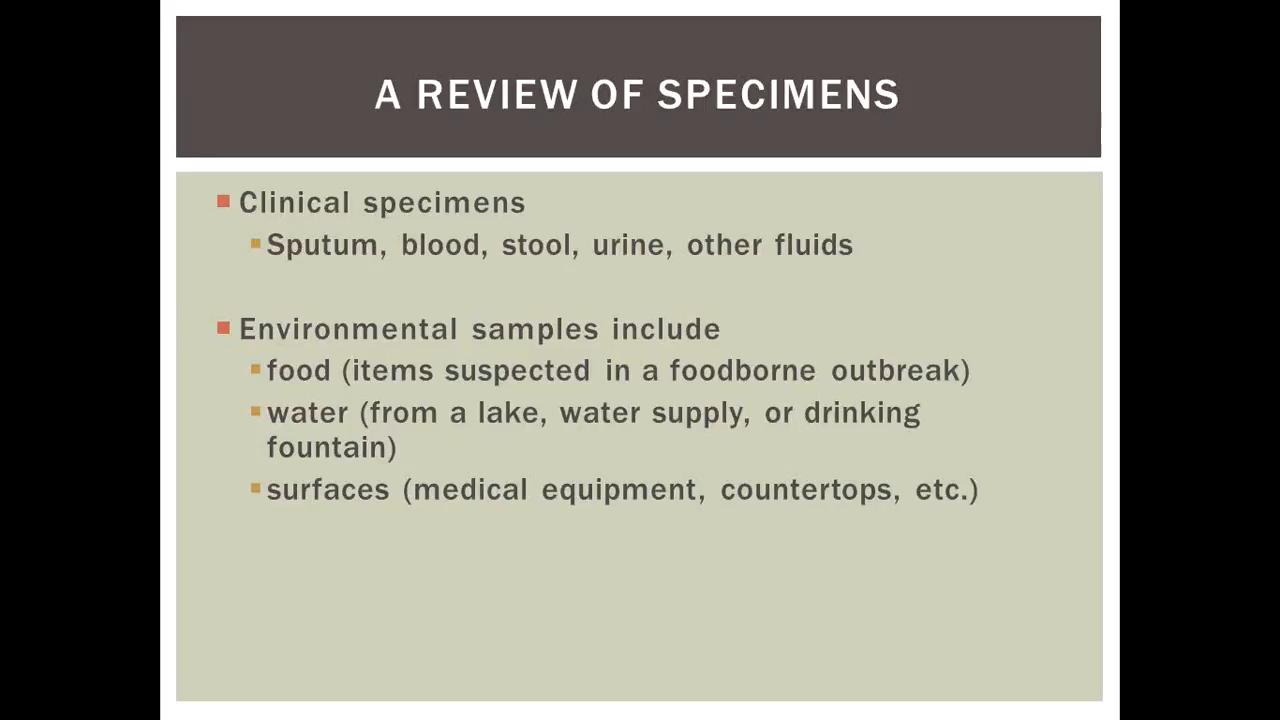 A REVIEW OF SPECIMENS
Clinical specimens
Sputum, blood, stool, urine, other fluids
Environmental samples include
food (items suspected in a foodborne outbreak)
water (from a lake, water supply, or drinking
fountain)
surfaces (medical equipment, countertops, etc.)